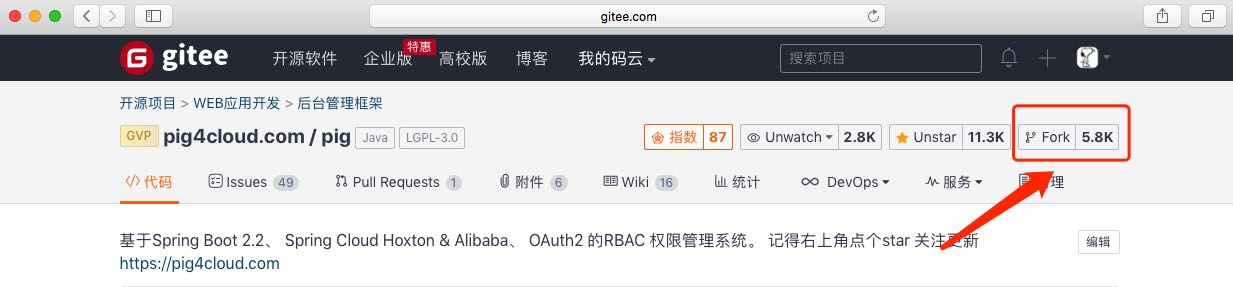 gitee.com
gitee 开源软件 企业版 特惠 高校版 博客 我的码云 搜索项目
开源项目 > WEB应用开发 > 后台管理框架
GVP pig4cloud.com / pig Java LGPL-3.0 指数 87 Unwatch 2.8K Unstar 11.3K Fork 5.8K
代码 Issues 49 Pull Requests 1 附件 6 Wiki 16 统计 DevOps 服务 理
基于Spring Boot 2.2、 Spring Cloud Hoxton & Alibaba、 OAuth2 的RBAC 权限管理系统。 记得右上角点个star 关注更新 编辑
https://pig4cloud.com